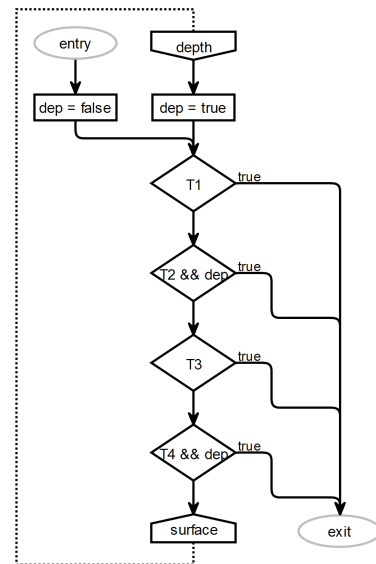 entry
depth
dep = false
dep = true
T1
true
T2 && dep
true
T3
true
T4 && dep
true
surface
exit